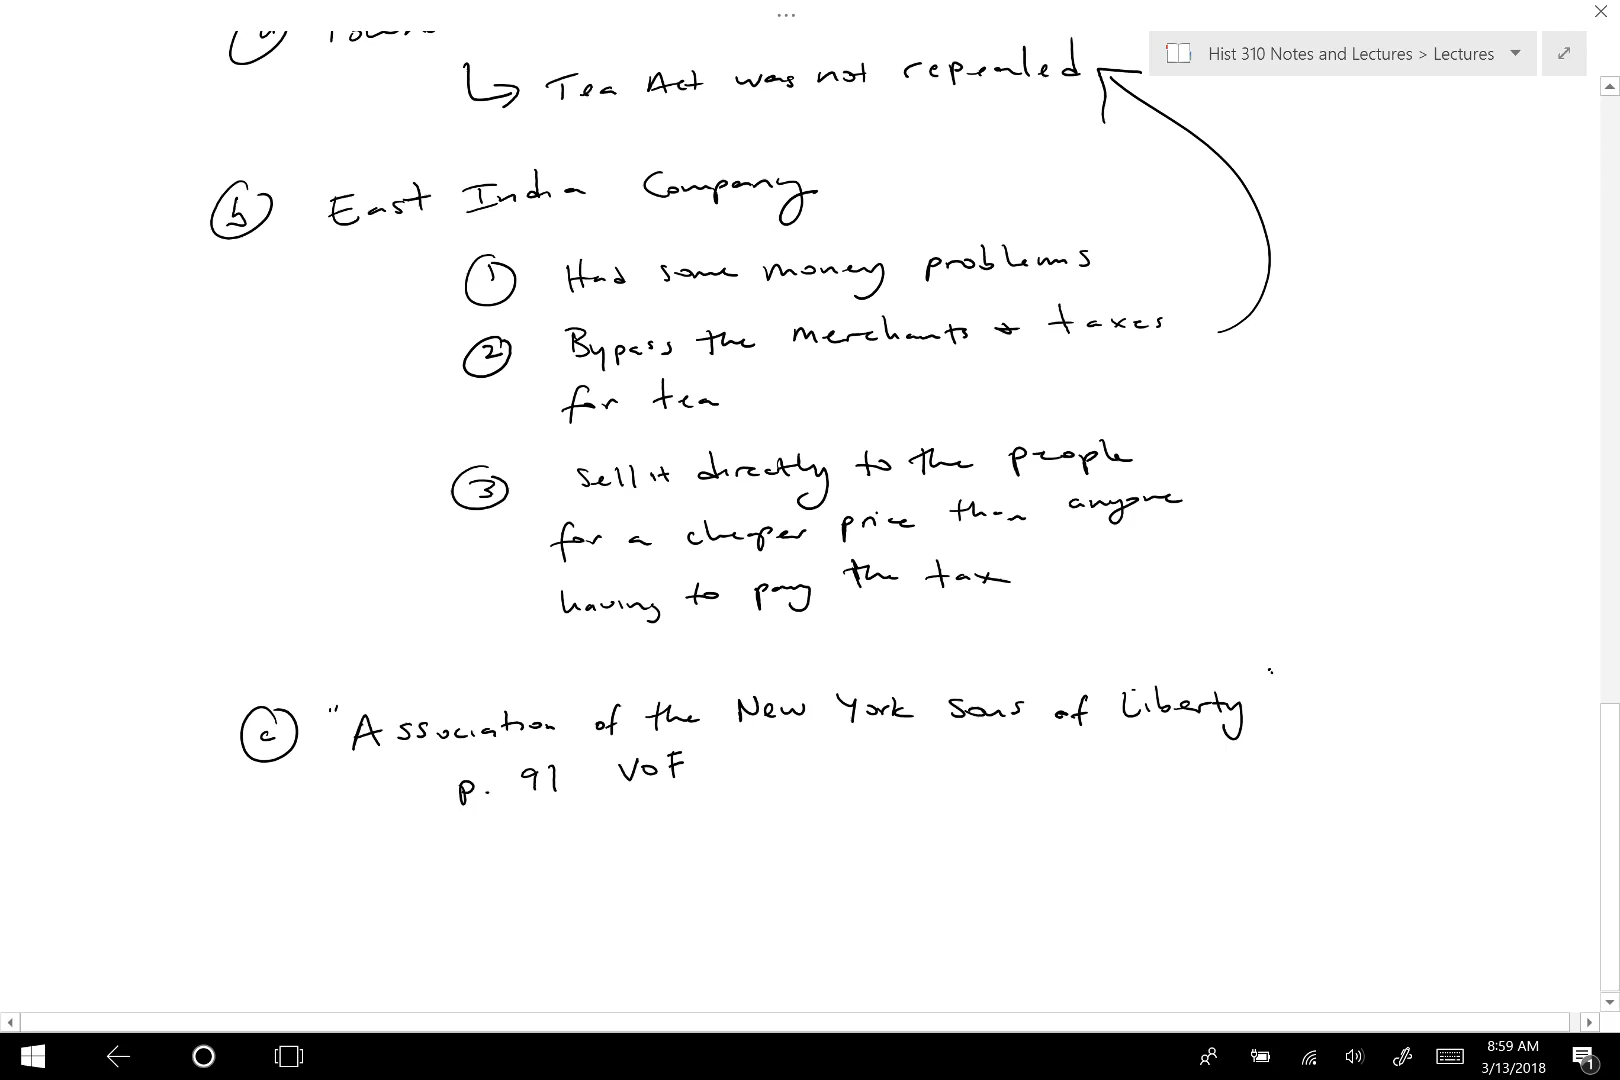 Hist 310 Notes and Lectures > Lectures
↳ Tea Act was not repealed
b East India Company
1 Had some money problems
2 Bypass the merchants + taxes
for tea
3 Sell it directly to the people
for a cheaper price than anyone
having to pay the tax
c "Association of the New York Sons of Liberty"
p. 91 VoF
8:59 AM
3/13/2018
1